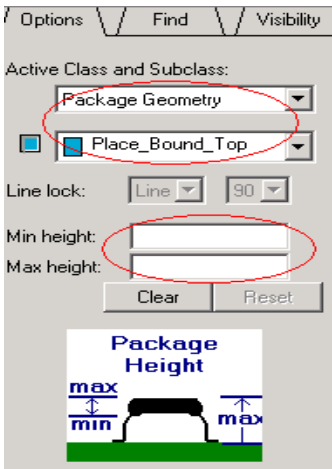 Options Find Visibility
Active Class and Subclass:
Package Geometry
Place_Bound_Top
Line lock: Line 90
Min height:
Max height:
Clear Reset
Package
Height
max
min max